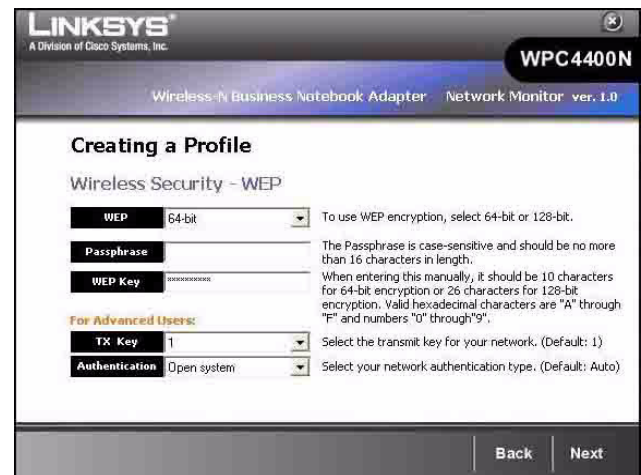 LINKSYS®
A Division of Cisco Systems, Inc.
WPC4400N
Wireless-N Business Notebook Adapter Network Monitor ver. 1.0
Creating a Profile
Wireless Security - WEP
WEP 64-bit To use WEP encryption, select 64-bit or 128-bit.
Passphrase The Passphrase is case-sensitive and should be no more
than 16 characters in length.
WEP Key ********** When entering this manually, it should be 10 characters
for 64-bit encryption or 26 characters for 128-bit
encryption. Valid hexadecimal characters are "A" through
"F" and numbers "0" through"9".
For Advanced Users:
TX Key 1 Select the transmit key for your network. (Default: 1)
Authentication Open system Select your network authentication type. (Default: Auto)
Back Next